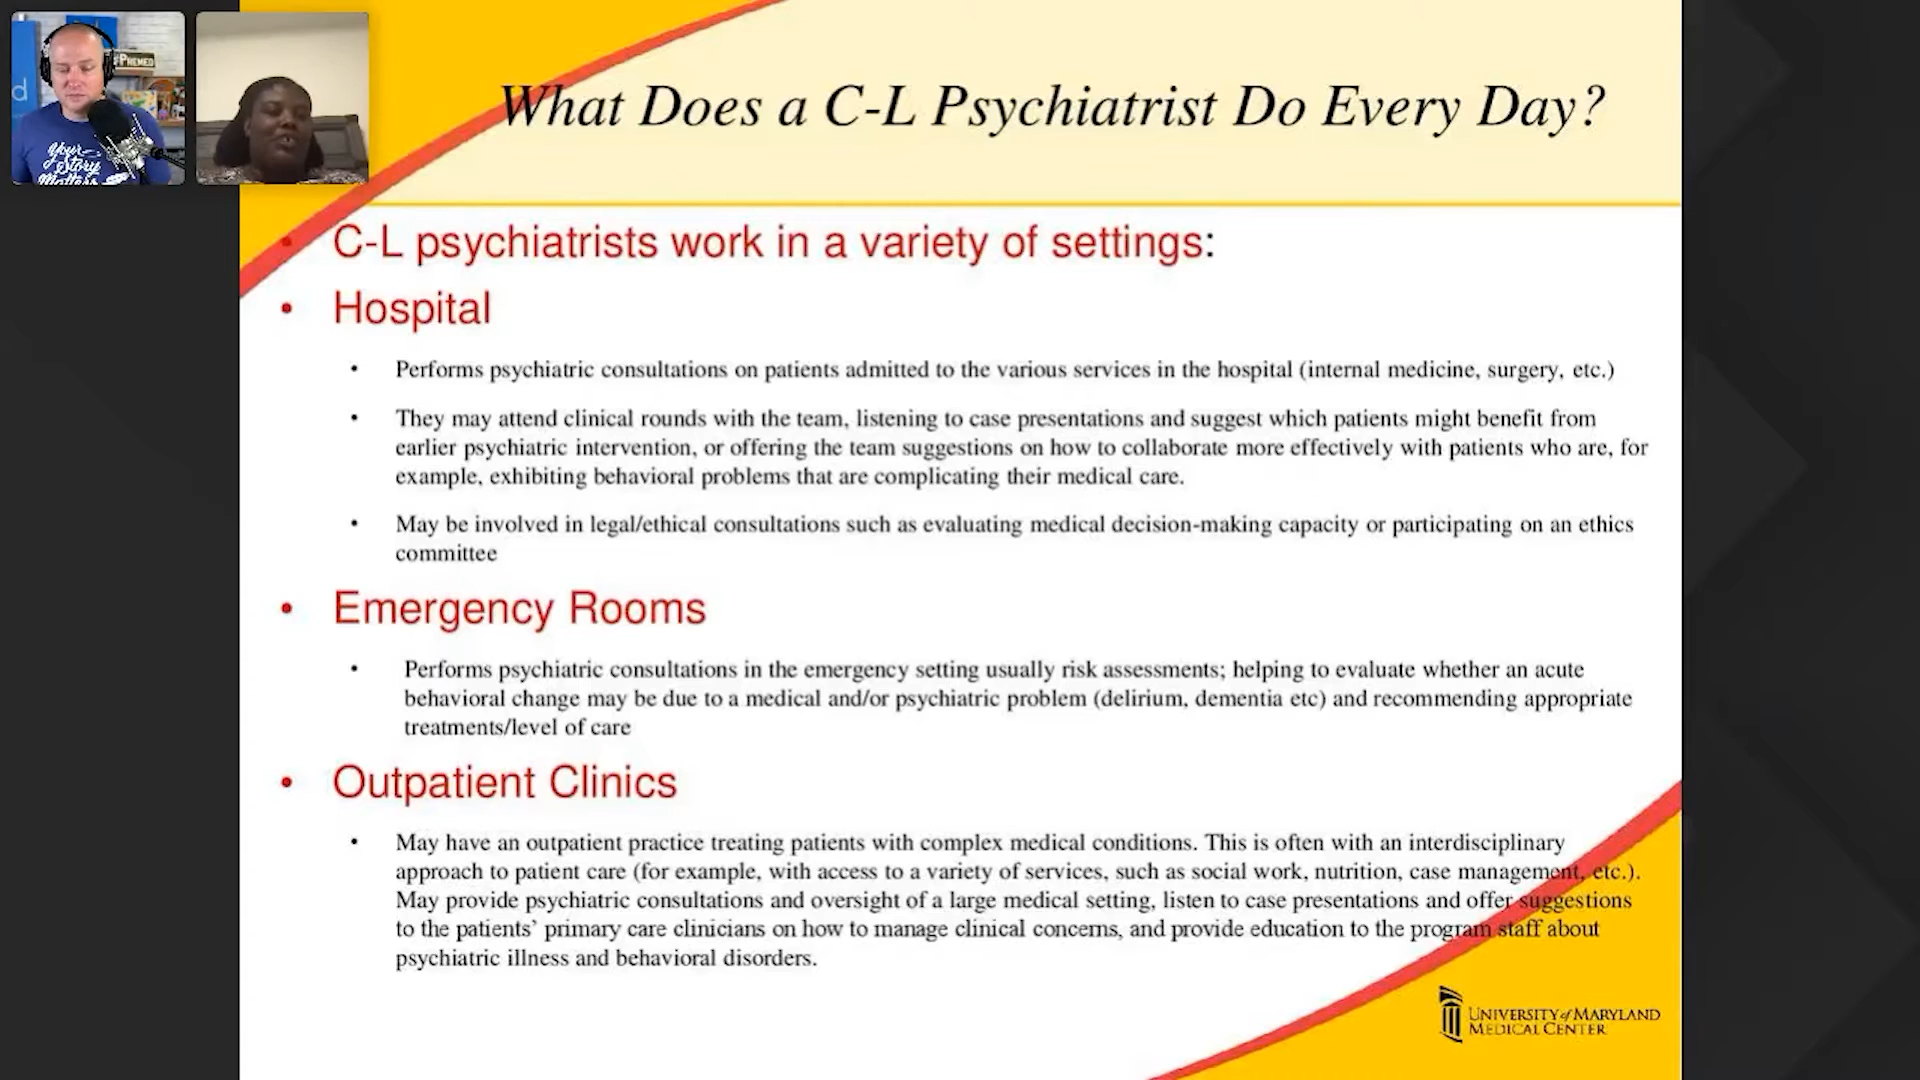 d
PREMED
Your
Story
Matters
What Does a C-L Psychiatrist Do Every Day?
• C-L psychiatrists work in a variety of settings:
• Hospital
• Performs psychiatric consultations on patients admitted to the various services in the hospital (internal medicine, surgery, etc.)
• They may attend clinical rounds with the team, listening to case presentations and suggest which patients might benefit from
earlier psychiatric intervention, or offering the team suggestions on how to collaborate more effectively with patients who are, for
example, exhibiting behavioral problems that are complicating their medical care.
• May be involved in legal/ethical consultations such as evaluating medical decision-making capacity or participating on an ethics
committee
• Emergency Rooms
• Performs psychiatric consultations in the emergency setting usually risk assessments; helping to evaluate whether an acute
behavioral change may be due to a medical and/or psychiatric problem (delirium, dementia etc) and recommending appropriate
treatments/level of care
• Outpatient Clinics
• May have an outpatient practice treating patients with complex medical conditions. This is often with an interdisciplinary
approach to patient care (for example, with access to a variety of services, such as social work, nutrition, case management, etc.).
May provide psychiatric consultations and oversight of a large medical setting, listen to case presentations and offer suggestions
to the patients’ primary care clinicians on how to manage clinical concerns, and provide education to the program staff about
psychiatric illness and behavioral disorders.
UNIVERSITY of MARYLAND
MEDICAL CENTER